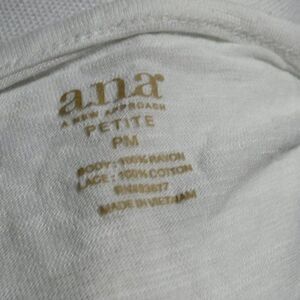 a.n.a
A NEW APPROACH
PETITE
PM
BODY : 100% RAYON
LACE : 100% COTTON
MADE IN VIETNAM